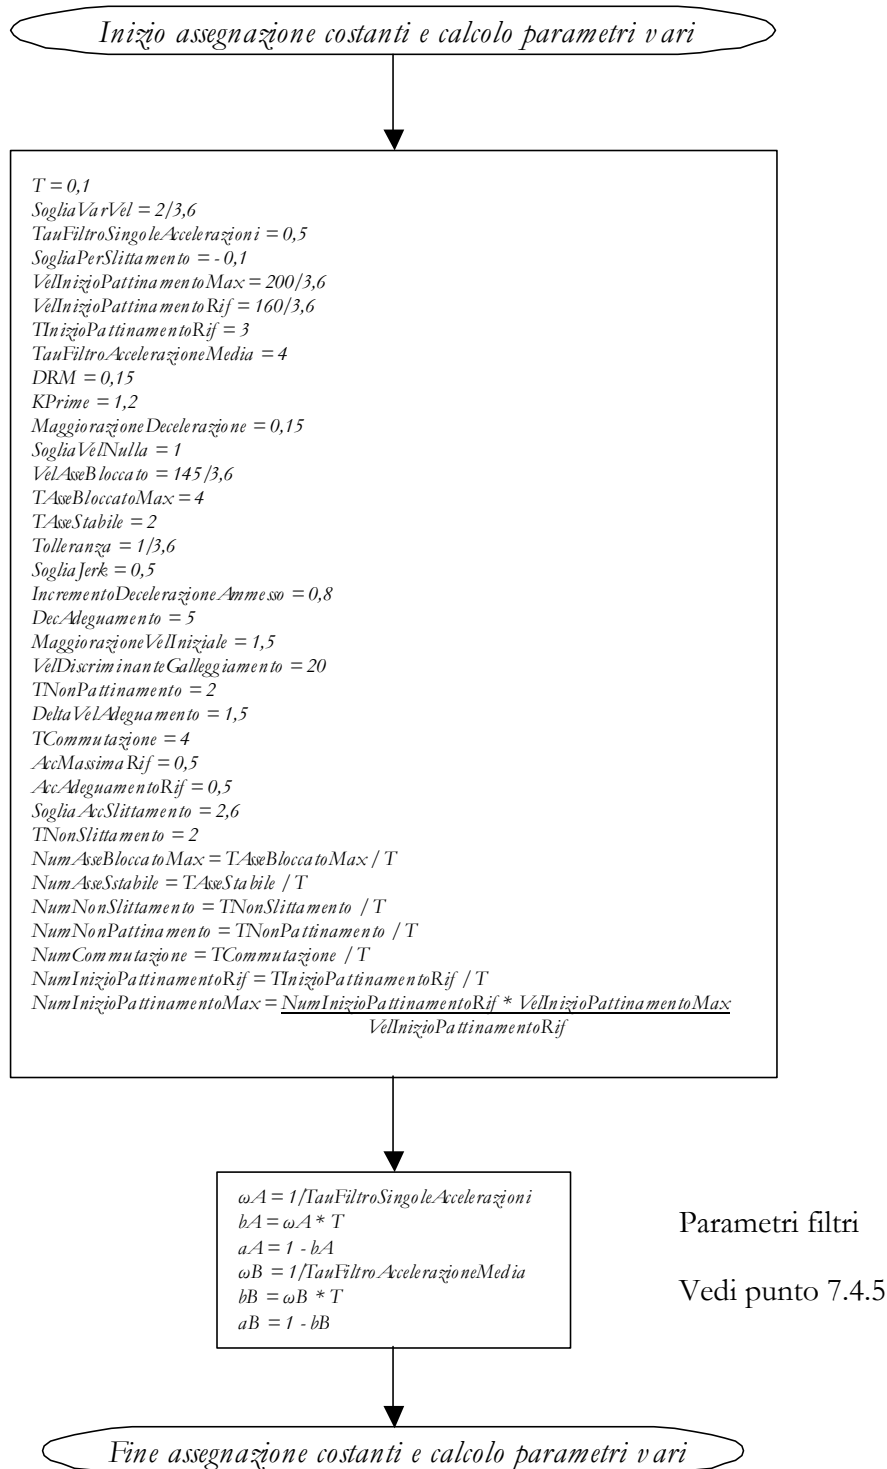 Inizio assegnazione costanti e calcolo parametri vari
T = 0,1
SogliaVarVel = 2/3,6
TauFiltroSingoleAccelerazioni = 0,5
SogliaPerSlittamento = - 0,1
VelInizioPattinamentoMax = 200/3,6
VelInizioPattinamentoRif = 160/3,6
TInizioPattinamentoRif = 3
TauFiltroAccelerazioneMedia = 4
DRM = 0,15
KPrime = 1,2
MaggiorazioneDecelerazione = 0,15
SogliaVelNulla = 1
VelAsseBloccato = 145/3,6
TAsseBloccatoMax = 4
TAsseStabile = 2
Tolleranza = 1/3,6
SogliaJerk = 0,5
IncrementoDecelerazioneAmmesso = 0,8
DecAdeguamento = 5
MaggiorazioneVelIniziale = 1,5
VelDiscriminanteGalleggiamento = 20
TNonPattinamento = 2
DeltaVelAdeguamento = 1,5
TCommutazione = 4
AccMassimaRif = 0,5
AccAdeguamentoRif = 0,5
SogliaAccSlittamento = 2,6
TNonSlittamento = 2
NumAsseBloccatoMax = TAsseBloccatoMax / T
NumAsseSstabile = TAsseStabile / T
NumNonSlittamento = TNonSlittamento / T
NumNonPattinamento = TNonPattinamento / T
NumCommutazione = TCommutazione / T
NumInizioPattinamentoRif = TInizioPattinamentoRif / T
NumInizioPattinamentoMax = NumInizioPattinamentoRif * VelInizioPattinamentoMax
VelInizioPattinamentoRif
ωA = 1/TauFiltroSingoleAccelerazioni
bA = ωA * T
aA = 1 - bA
ωB = 1/TauFiltroAccelerazioneMedia
bB = ωB * T
aB = 1 - bB
Parametri filtri
Vedi punto 7.4.5
Fine assegnazione costanti e calcolo parametri vari